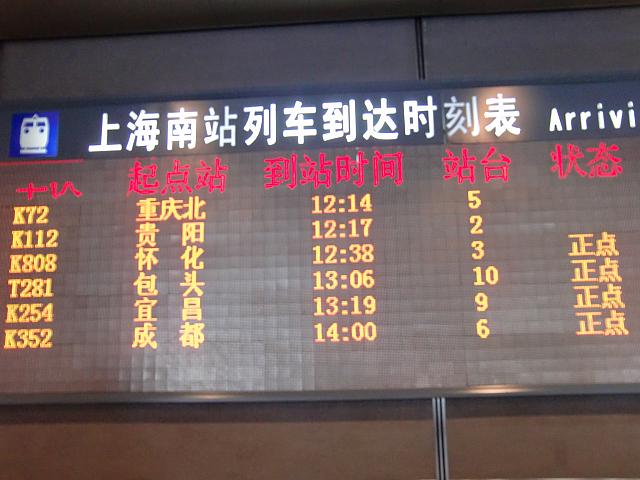 上海南站列车到达时刻表 Arrivi
起点站 到站时间 站台 状态
K72 重庆北 12:14 5
K112 贵阳 12:17 2
K808 怀化 12:38 3 正点
T281 包头 13:06 10 正点
K254 宜昌 13:19 9 正点
K352 成都 14:00 6 正点